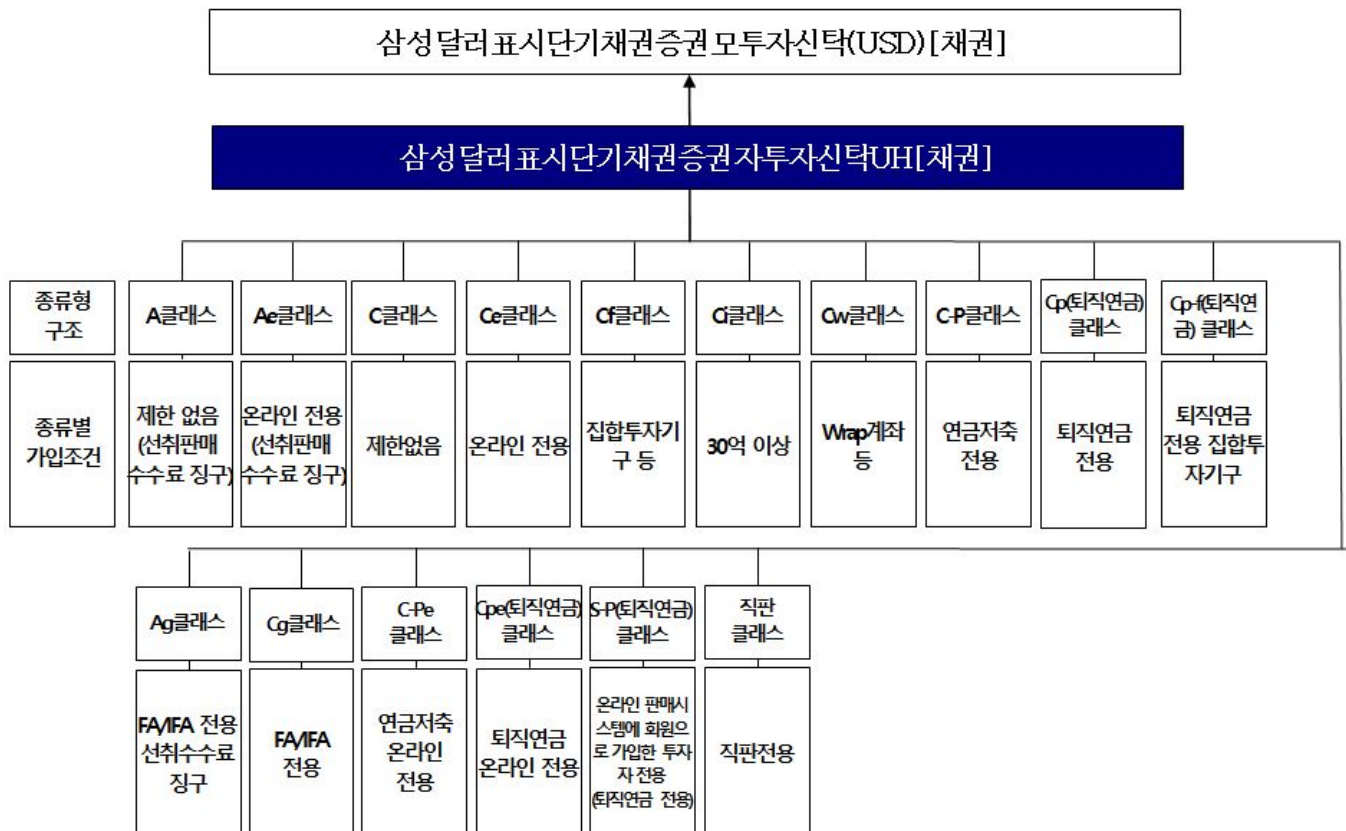 삼성달러표시단기채권증권모투자신탁(USD)[채권]
삼성달러표시단기채권증권자투자신탁UH[채권]
종류형
구조
A클래스
Ae클래스
C클래스
Ce클래스
Cf클래스
Ci클래스
Cw클래스
C-P클래스
Cp(퇴직연금)
클래스
Cp-f(퇴직연
금) 클래스
종류별
가입조건
제한 없음
(선취판매
수수료 징구)
온라인 전용
(선취판매
수수료 징구)
제한없음
온라인 전용
집합투자기
구 등
30억 이상
Wrap계좌
등
연금저축
전용
퇴직연금
전용
퇴직연금
전용 집합투
자기구
Ag클래스
Cg클래스
C-Pe
클래스
Cpe(퇴직연금)
클래스
S-P(퇴직연금)
클래스
직판
클래스
FA/IFA 전용
선취수수료
징구
FA/IFA
전용
연금저축
온라인
전용
퇴직연금
온라인 전용
온라인 판매시
스템에 회원으
로 가입한 투자
자 전용
(퇴직연금 전용)
직판전용